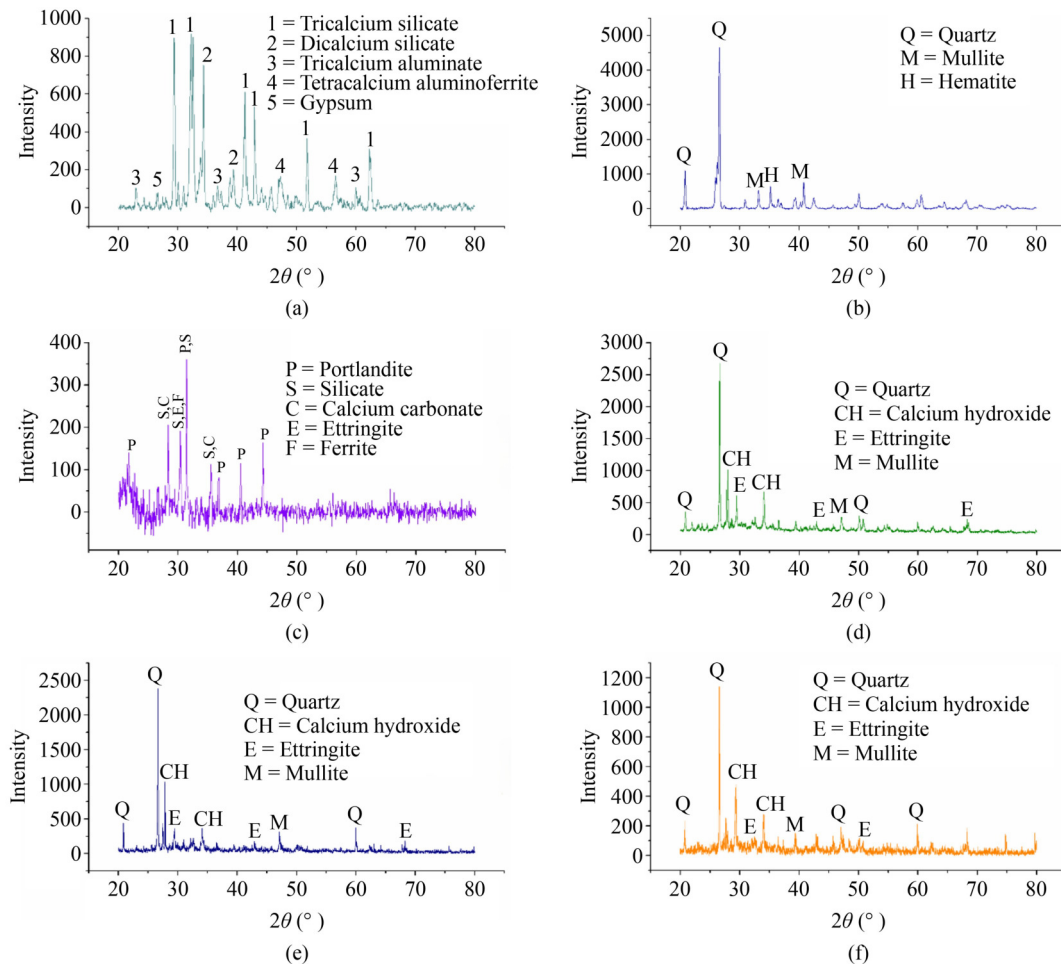 1 = Tricalcium silicate
2 = Dicalcium silicate
3 = Tricalcium aluminate
4 = Tetracalcium aluminoferrite
5 = Gypsum
1 1 2 1 1 1 1
3 5 3 2 4 4 3
Intensity
1000
800
600
400
200
0
20 30 40 50 60 70 80
2θ (° )
(a)
Q = Quartz
M = Mullite
H = Hematite
Q
Q M H M
Intensity
5000
4000
3000
2000
1000
0
20 30 40 50 60 70 80
2θ (° )
(b)
P = Portlandite
S = Silicate
C = Calcium carbonate
E = Ettringite
F = Ferrite
P S,C S,E,F P,S S,C P P P
Intensity
400
300
200
100
0
20 30 40 50 60 70 80
2θ (° )
(c)
Q = Quartz
CH = Calcium hydroxide
E = Ettringite
M = Mullite
Q
Q CH E CH E M Q E
Intensity
3000
2500
2000
1500
1000
500
0
20 30 40 50 60 70 80
2θ (° )
(d)
Q = Quartz
CH = Calcium hydroxide
E = Ettringite
M = Mullite
Q
Q CH E CH E M Q E
Intensity
2500
2000
1500
1000
500
0
20 30 40 50 60 70 80
2θ (° )
(e)
Q = Quartz
CH = Calcium hydroxide
E = Ettringite
M = Mullite
Q
Q CH E CH M Q E Q
Intensity
1200
1000
800
600
400
200
0
20 30 40 50 60 70 80
2θ (° )
(f)